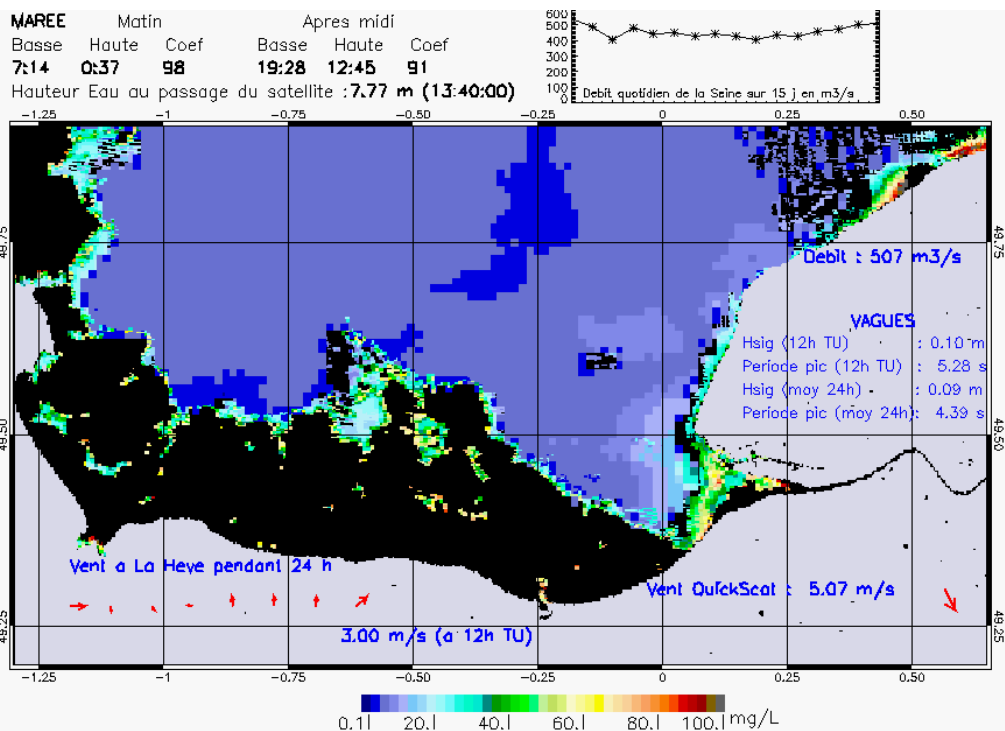 MAREE Matin Apres midi
Basse Haute Coef Basse Haute Coef
7:14 0:37 98 19:28 12:45 91
Hauteur Eau au passage du satellite : 7.77 m (13:40:00)
600
500
400
300
200
100
0
Debit quotidien de la Seine sur 15 j en m3/s
-1.25 -1 -0.75 -0.50 -0.25 0 0.25 0.50
49.75 49.75
Debit : 507 m3/s
VAGUES
Hsig (12h TU) : 0.10 m
Periode pic (12h TU) : 5.28 s
Hsig (moy 24h) : 0.09 m
Periode pic (moy 24h): 4.39 s
49.50 49.50
Vent a La Heve pendant 24 h
Vent QuickScat : 5.07 m/s
49.25 49.25
3.00 m/s (a 12h TU)
-1.25 -1 -0.75 -0.50 -0.25 0 0.25 0.50
0.1 20.1 40.1 60.1 80.1 100.1 mg/L